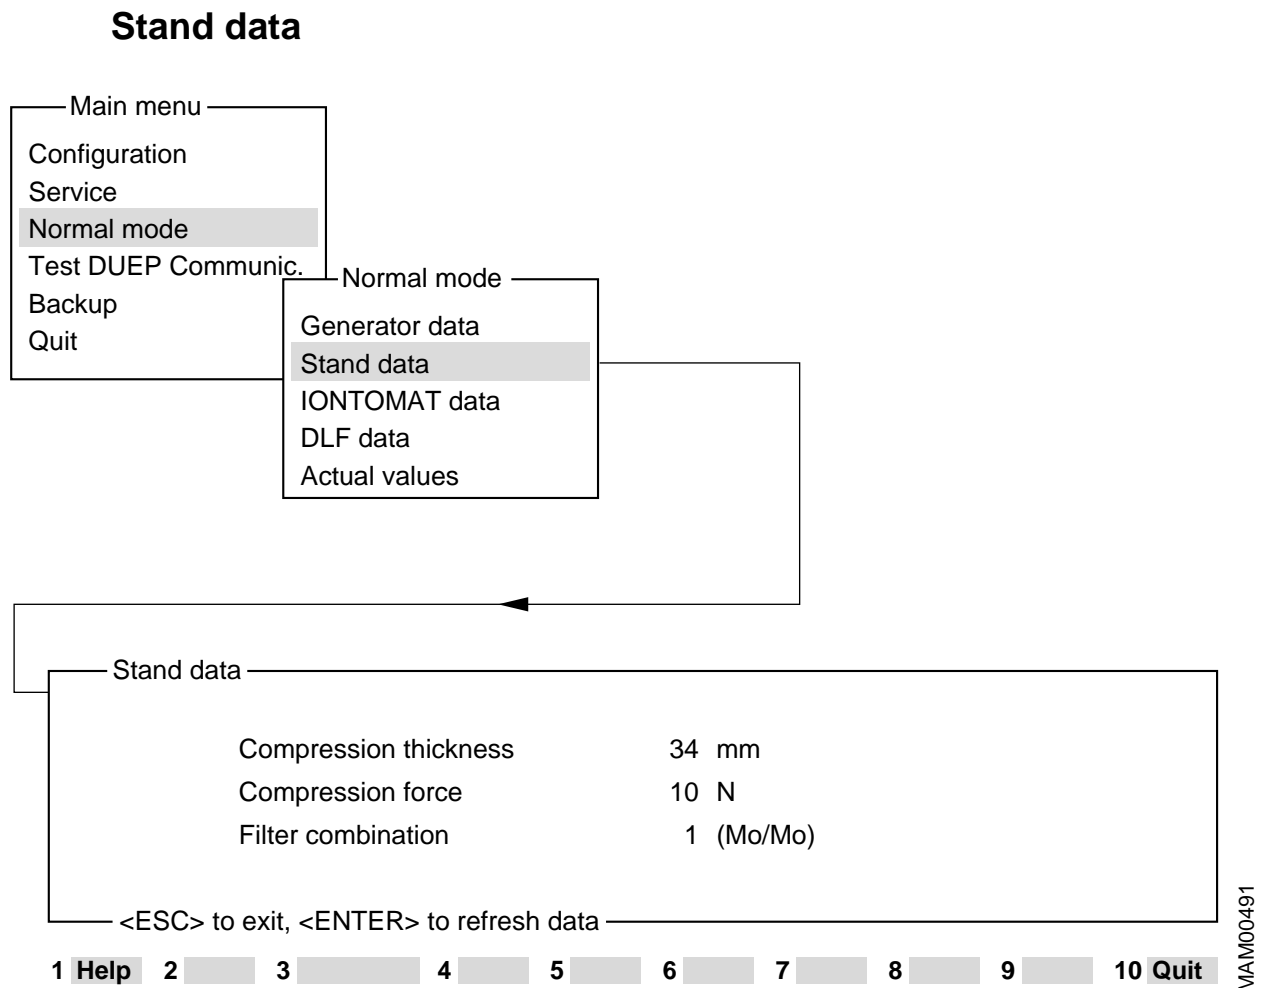 Stand data
Main menu
Configuration
Service
Normal mode
Test DUEP Communic.
Backup
Quit
Normal mode
Generator data
Stand data
IONTOMAT data
DLF data
Actual values
Stand data
Compression thickness 34 mm
Compression force 10 N
Filter combination 1 (Mo/Mo)
<ESC> to exit, <ENTER> to refresh data
1 Help 2 3 4 5 6 7 8 9 10 Quit
MAM00491